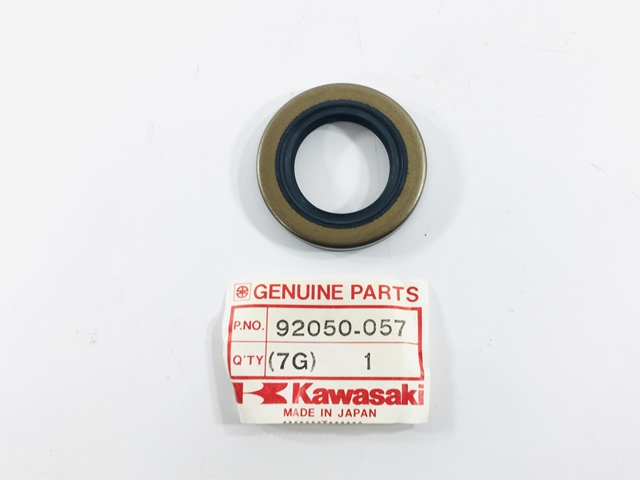 GENUINE PARTS
P.NO. 92050-057
Q'TY (7G) 1
Kawasaki
MADE IN JAPAN